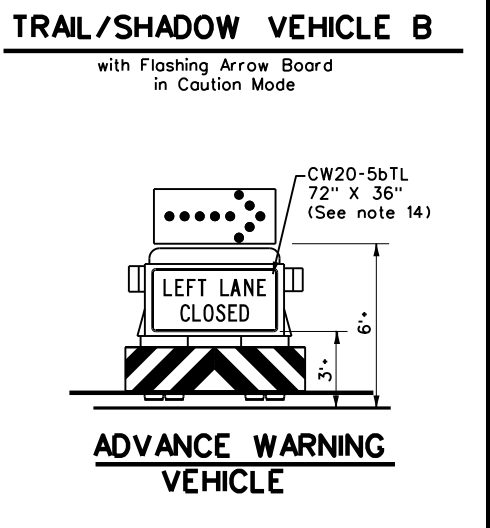 TRAIL/SHADOW VEHICLE B
with Flashing Arrow Board
in Caution Mode
CW20-5bTL
72" X 36"
(See note 14)
LEFT LANE
CLOSED
6'+
3'+
ADVANCE WARNING
VEHICLE